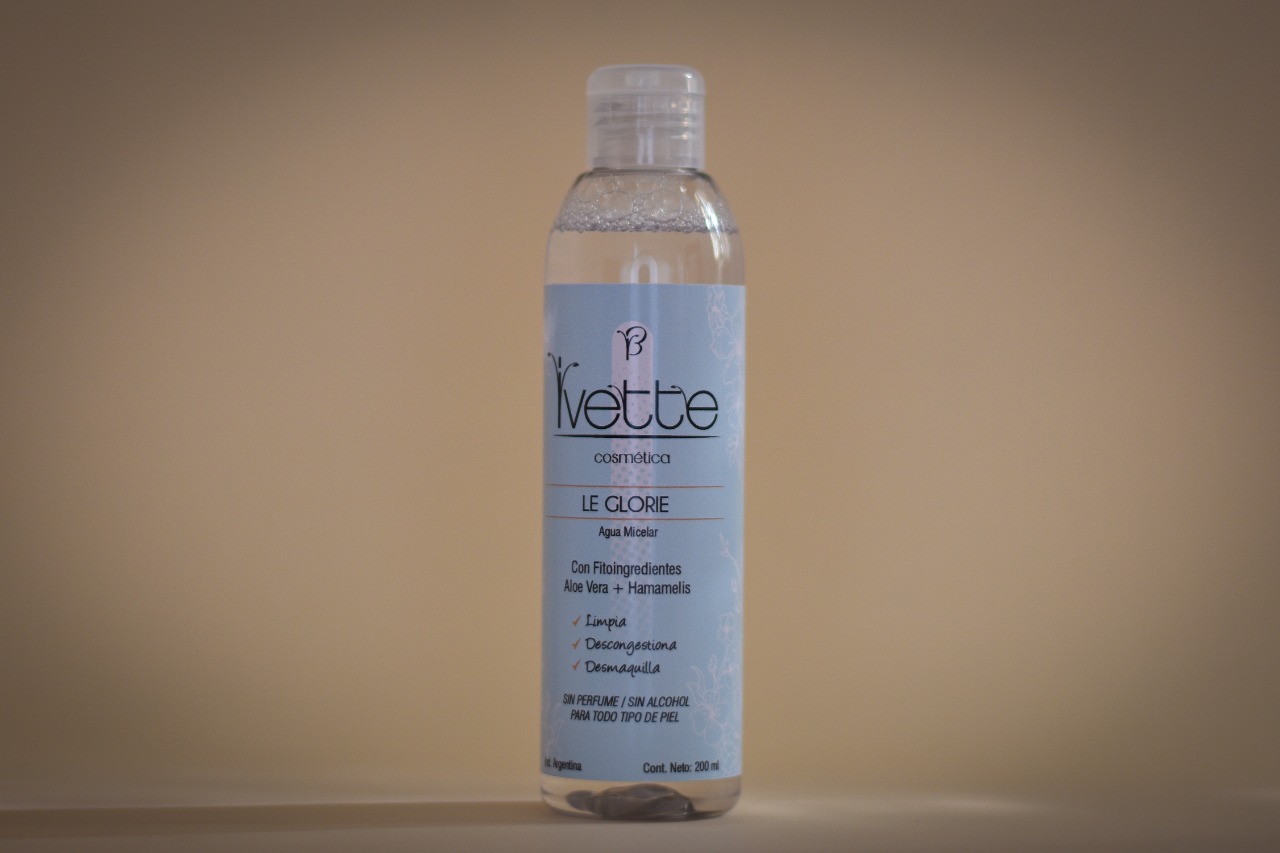 ivette
cosmética
LE GLORIE
Agua Micelar
Con Fitoingredientes
Aloe Vera + Hamamelis
✓ Limpia
✓ Descongestiona
✓ Desmaquilla
SIN PERFUME / SIN ALCOHOL
PARA TODO TIPO DE PIEL
Argentina Cont. Neto: 200 ml